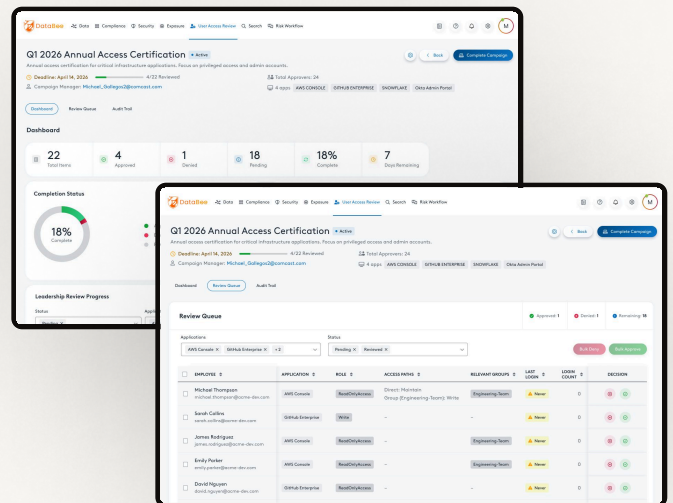 DataBee Data Compliance Security Exposure User Access Review Search Risk Workflow M
Q1 2026 Annual Access Certification Active
Back Complete Campaign
Annual access certification for critical infrastructure applications. Focus on privileged access and admin accounts.
Deadline: April 14, 2026 4/22 Reviewed Total Approvers: 24
Campaign Manager: Michael_Gallegos2@comcast.com 4 apps AWS CONSOLE GITHUB ENTERPRISE SNOWFLAKE Okta Admin Portal
Dashboard Review Queue Audit Trail
Dashboard
22 4 1 18 18% 7
Total Items Approved Denied Pending Complete Days Remaining
Completion Status
18%
Complete
Leadership Review Progress
Status
DataBee Data Compliance Security Exposure User Access Review Search Risk Workflow M
Q1 2026 Annual Access Certification Active
Back Complete Campaign
Annual access certification for critical infrastructure applications. Focus on privileged access and admin accounts.
Deadline: April 14, 2026 4/22 Reviewed Total Approvers: 24
Campaign Manager: Michael_Gallegos2@comcast.com 4 apps AWS CONSOLE GITHUB ENTERPRISE SNOWFLAKE Okta Admin Portal
Dashboard Review Queue Audit Trail
Review Queue Approved: 1 Denied: 1 Remaining: 18
Applications Status
AWS Console × GitHub Enterprise × + 2 Pending × Reviewed × Bulk Deny Bulk Approve
EMPLOYEE APPLICATION ROLE ACCESS PATHS RELEVANT GROUPS LAST LOGIN LOGIN COUNT DECISION
Michael Thompson AWS Console ReadOnlyAccess Direct: Maintain Engineering-Team Never 0
michael.thompson@acme-dev.com Group (Engineering-Team): Write
Sarah Collins GitHub Enterprise Write - - Never 0
sarah.collins@acme-dev.com
James Rodriguez AWS Console ReadOnlyAccess - Engineering-Team Never 0
james.rodriguez@acme-dev.com
Emily Parker AWS Console ReadOnlyAccess - Engineering-Team Never 0
emily.parker@acme-dev.com
David Nguyen GitHub Enterprise ReadOnlyAccess - - Never 0
david.nguyen@acme-dev.com